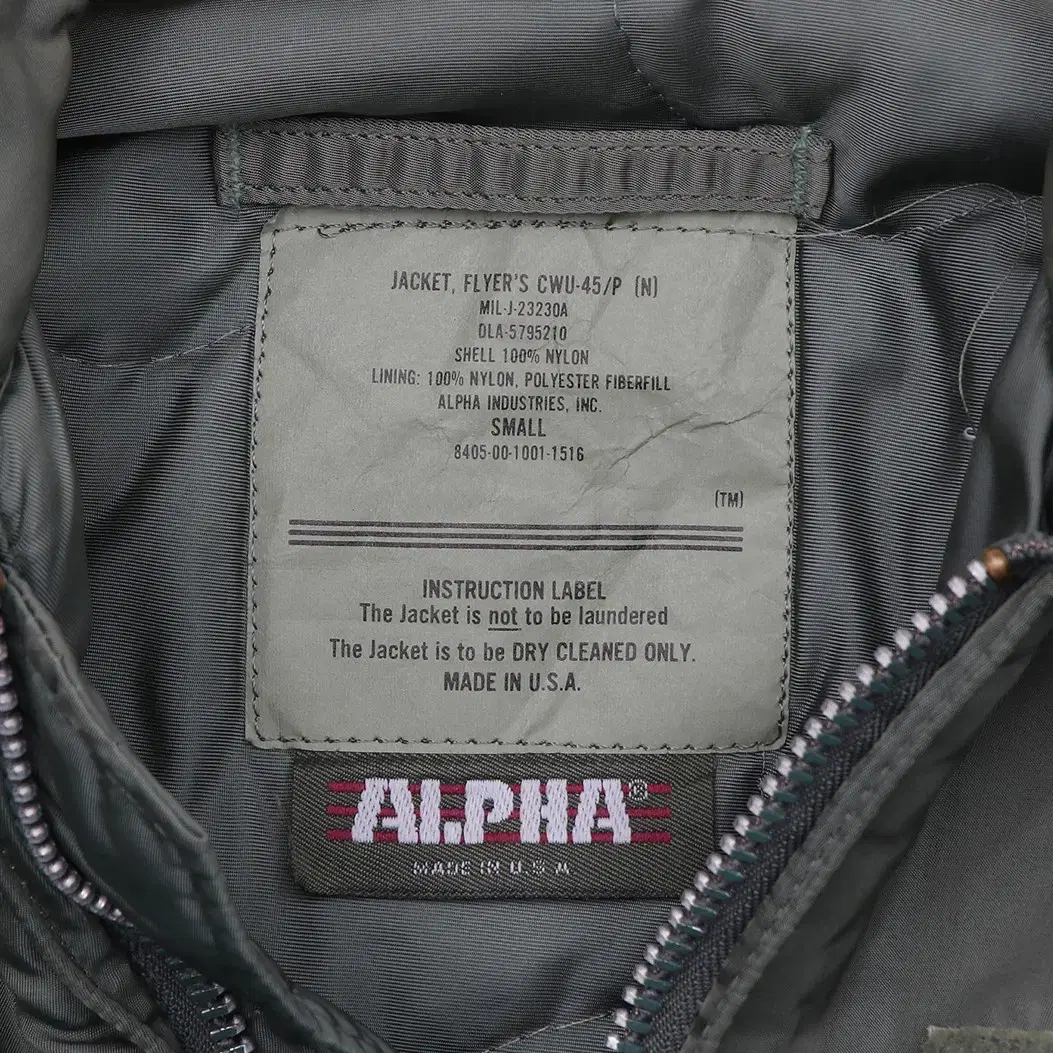 JACKET, FLYER'S CWU-45/P (N)
MIL-J-23230A
DLA-5795210
SHELL 100% NYLON
LINING: 100% NYLON, POLYESTER FIBERFILL
ALPHA INDUSTRIES, INC.
SMALL
8405-00-1001-1516
(TM)
INSTRUCTION LABEL
The Jacket is not to be laundered
The Jacket is to be DRY CLEANED ONLY.
MADE IN U.S.A.
ALPHA®
MADE IN U.S.A